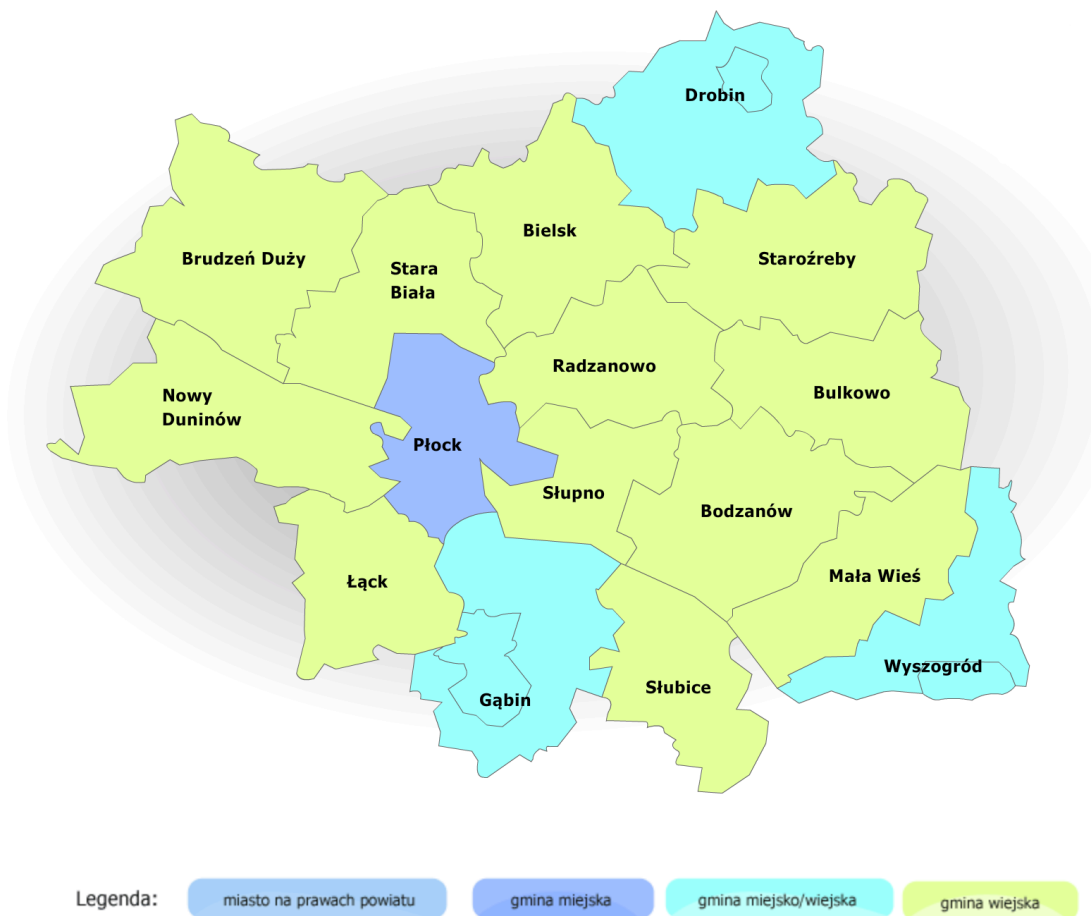 Drobin
Bielsk
Brudzeń Duży
Stara
Biała
Staroźreby
Radzanowo
Nowy
Duninów
Bulkowo
Płock
Słupno
Bodzanów
Łąck
Mała Wieś
Wyszogród
Słubice
Gąbin
Legenda:
miasto na prawach powiatu
gmina miejska
gmina miejsko/wiejska
gmina wiejska